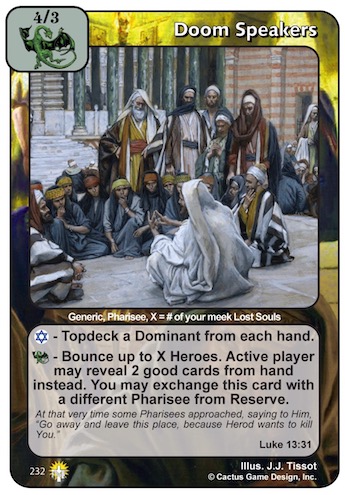 4/3
Doom Speakers
Generic, Pharisee, X = # of your meek Lost Souls
- Topdeck a Dominant from each hand.
- Bounce up to X Heroes. Active player
may reveal 2 good cards from hand
instead. You may exchange this card with
a different Pharisee from Reserve.
At that very time some Pharisees approached, saying to Him,
"Go away and leave this place, because Herod wants to kill
You."
Luke 13:31
232
Illus. J.J. Tissot
© Cactus Game Design, Inc.